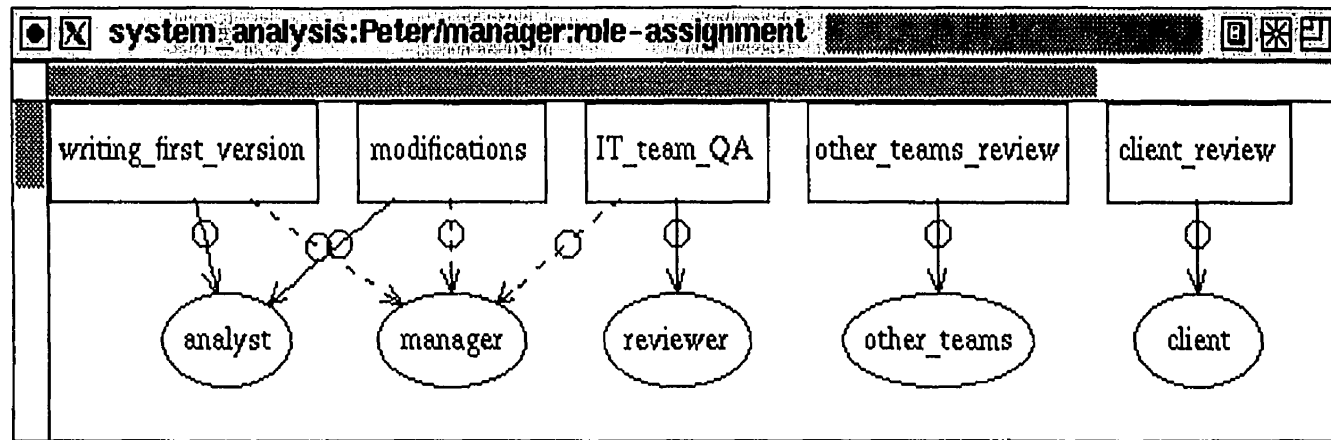 system_analysis:Peter/manager:role-assignment
writing_first_version modifications IT_team_QA other_teams_review client_review
analyst manager reviewer other_teams client